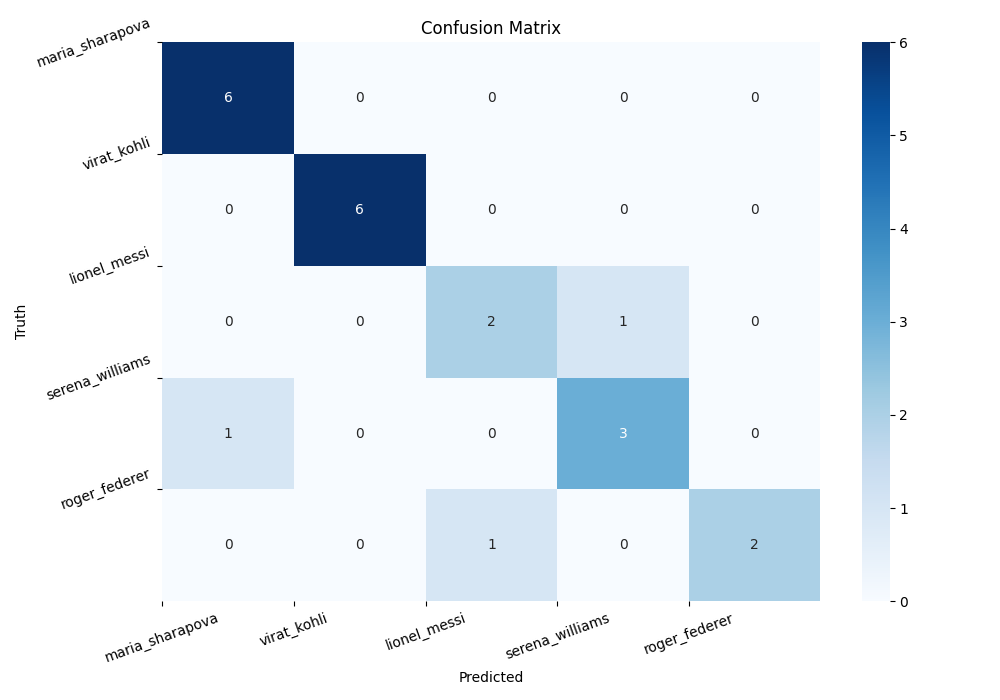 Confusion Matrix
maria_sharapova
6 0 0 0 0
virat_kohli
0 6 0 0 0
lionel_messi
0 0 2 1 0
serena_williams
1 0 0 3 0
roger_federer
0 0 1 0 2
Truth
maria_sharapova virat_kohli lionel_messi serena_williams roger_federer
Predicted
6
5
4
3
2
1
0